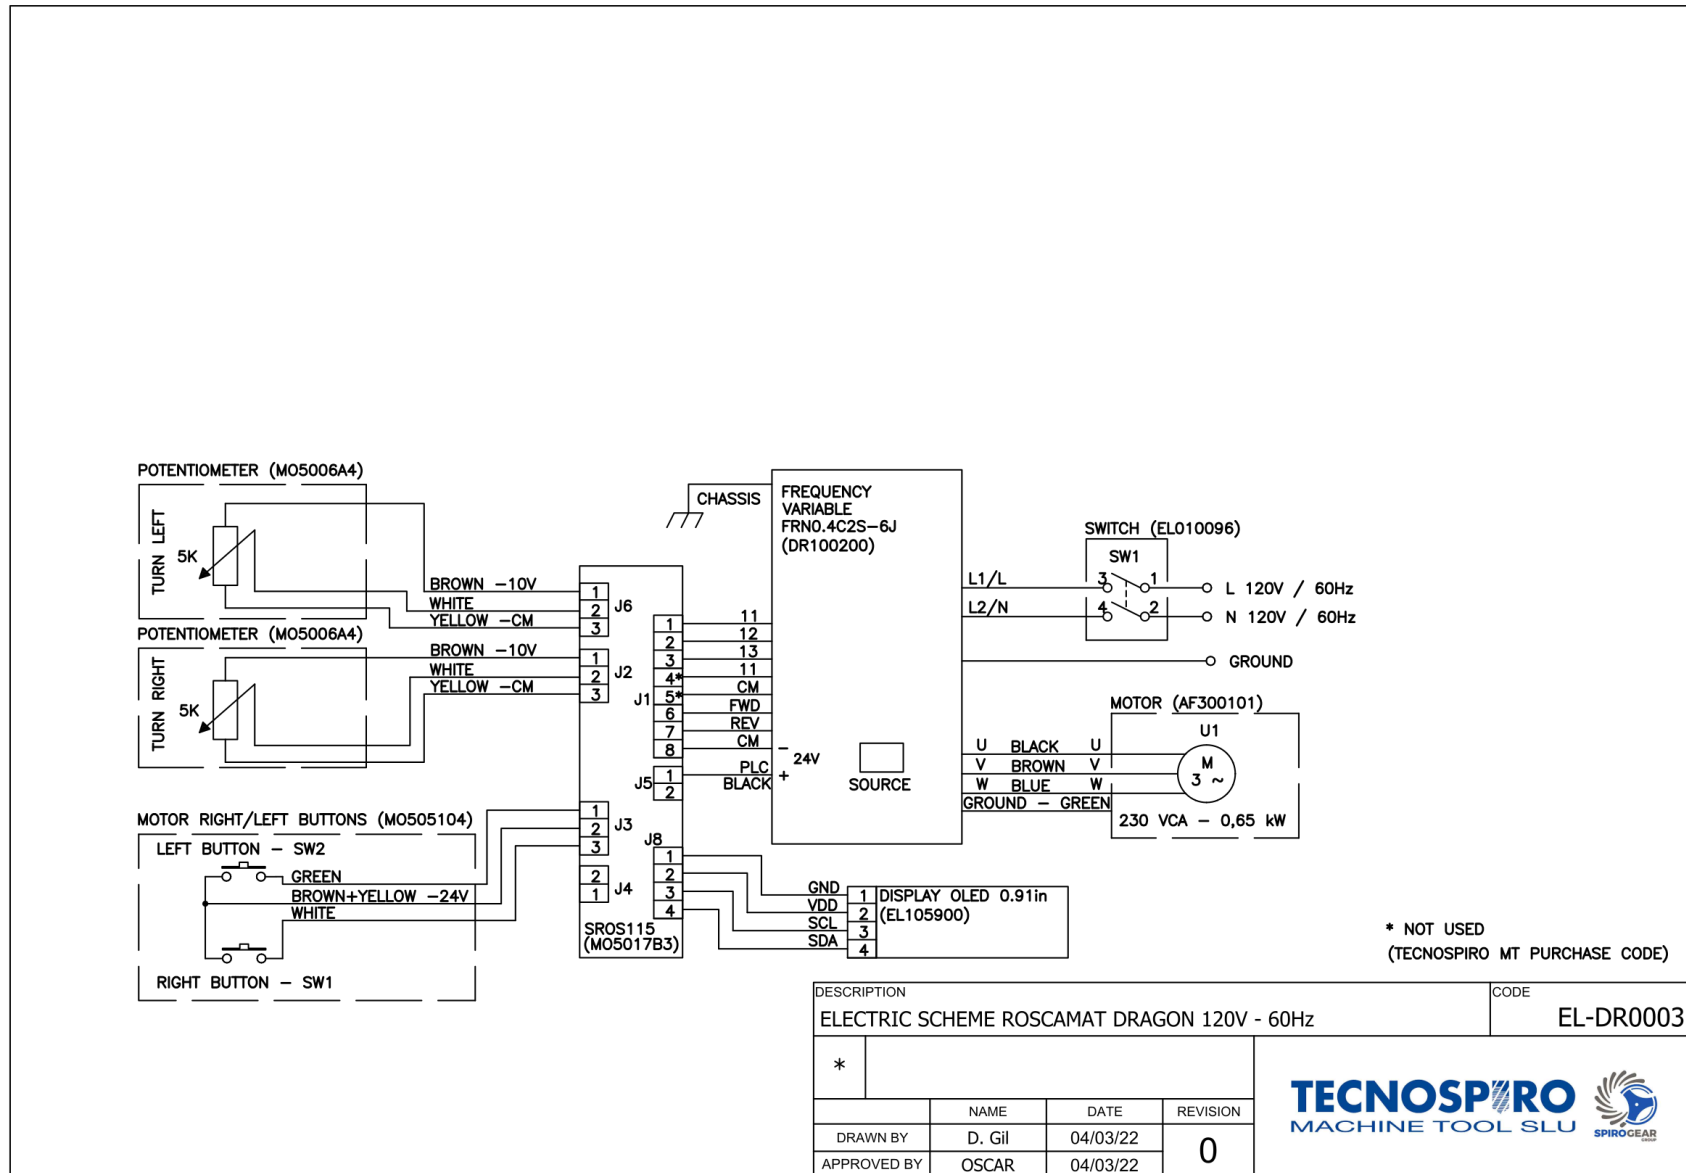 POTENTIOMETER (MO5006A4)
TURN LEFT
5K
BROWN -10V
WHITE
YELLOW -CM
POTENTIOMETER (MO5006A4)
TURN RIGHT
5K
BROWN -10V
WHITE
YELLOW -CM
MOTOR RIGHT/LEFT BUTTONS (MO505104)
LEFT BUTTON - SW2
GREEN
BROWN+YELLOW -24V
WHITE
RIGHT BUTTON - SW1
1
2
3
J6
1
2
3
J2
1
2
3
J3
2
1
J4
SROS115
(MO5017B3)
J1
1
2
3
4*
5*
6
7
8
J5
1
2
J8
1
2
3
4
CHASSIS
11
12
13
11
CM
FWD
REV
CM
PLC
BLACK
FREQUENCY
VARIABLE
FRN0.4C2S-6J
(DR100200)
-
24V
+
SOURCE
GND
VDD
SCL
SDA
1
2
3
4
DISPLAY OLED 0.91in
(EL105900)
L1/L
L2/N
SWITCH (EL010096)
SW1
3 1
4 2
L 120V / 60Hz
N 120V / 60Hz
GROUND
MOTOR (AF300101)
U1
U BLACK U
V BROWN V
W BLUE W
GROUND - GREEN
M
3 ~
230 VCA - 0,65 kW
* NOT USED
(TECNOSPIRO MT PURCHASE CODE)
DESCRIPTION
ELECTRIC SCHEME ROSCAMAT DRAGON 120V - 60Hz
CODE
EL-DR0003
*
NAME DATE REVISION
DRAWN BY D. Gil 04/03/22
0
APPROVED BY OSCAR 04/03/22
TECNOSPIRO
MACHINE TOOL SLU
SPIROGEAR
GROUP